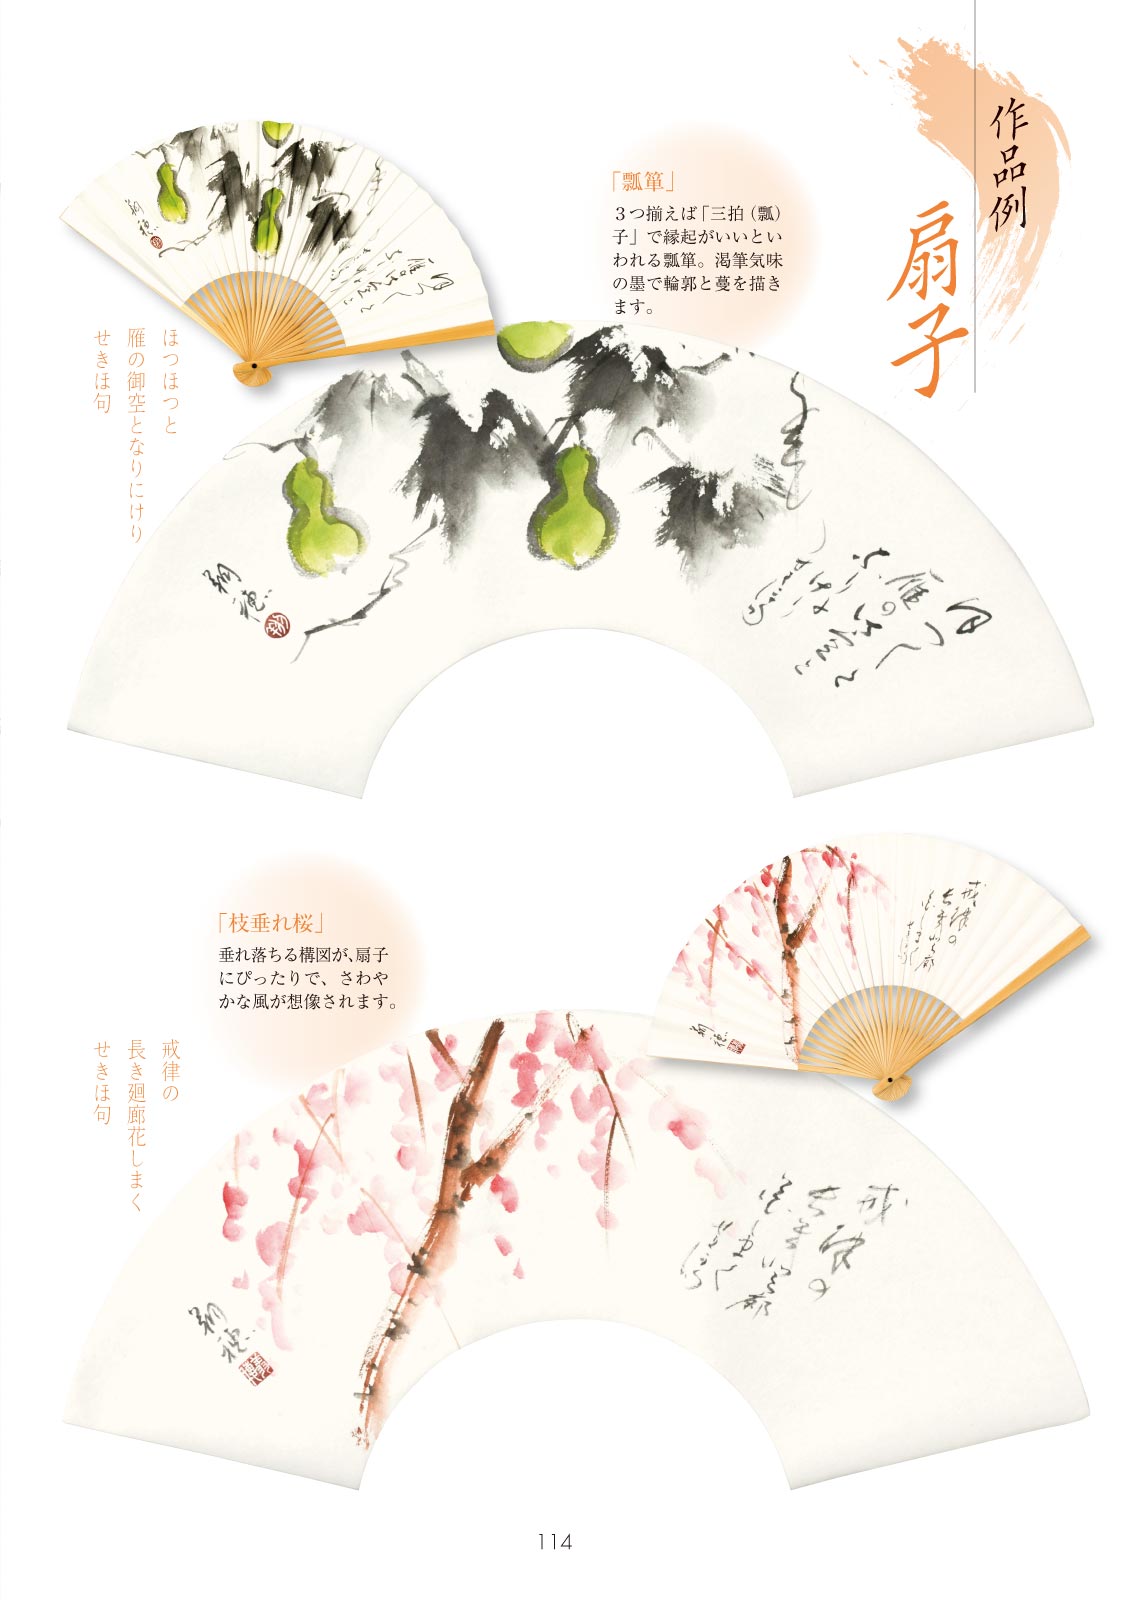 作品例
扇子
「瓢箪」
３つ揃えば「三拍（瓢）
子」で縁起がいいとい
われる瓢箪。渇筆気味
の墨で輪郭と蔓を描き
ます。
ほつほつと
雁の御空となりにけり
せきほ句
「枝垂れ桜」
垂れ落ちる構図が、扇子
にぴったりで、さわや
かな風が想像されます。
戒律の
長き廻廊花しまく
せきほ句
114